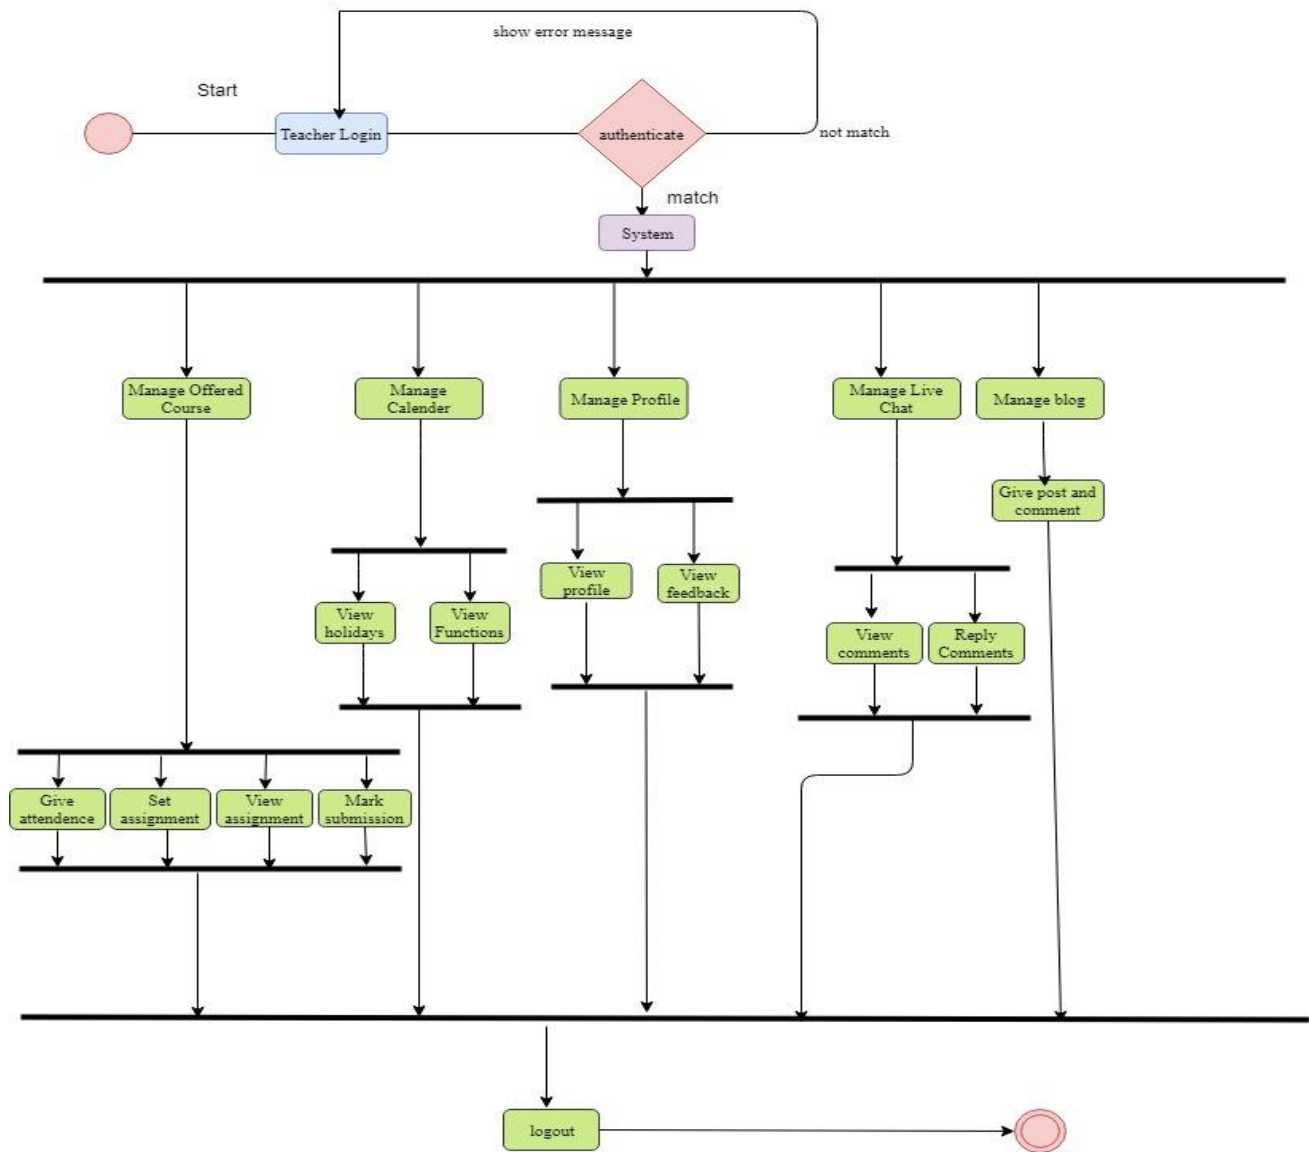 show error message
Start
Teacher Login
authenticate
not match
match
System
Manage Offered
Course
Manage
Calender
Manage Profile
Manage Live
Chat
Manage blog
Give post and
comment
View
profile
View
feedback
View
holidays
View
Functions
View
comments
Reply
Comments
Give
attendence
Set
assignment
View
assignment
Mark
submission
logout